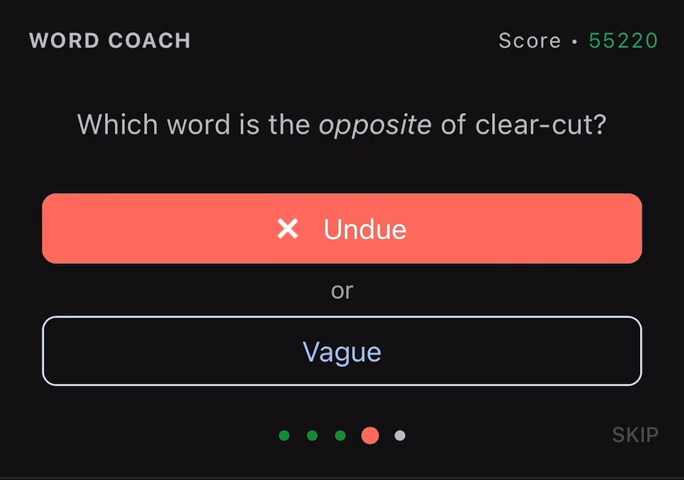 WORD COACH
Score • 55220
Which word is the opposite of clear-cut?
✕ Undue
or
Vague
SKIP